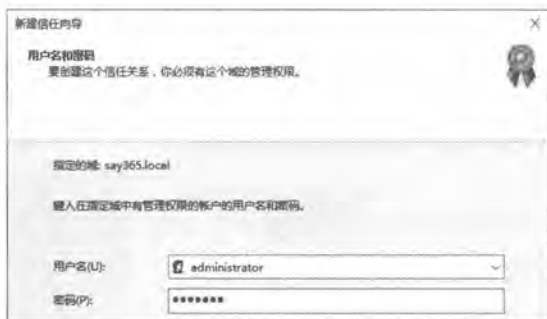 新建信任向导
用户名和密码
要创建这个信任关系，你必须有这个域的管理权限。
指定的域: say365.local
键入在指定域中有管理权限的帐户的用户名和密码。
用户名(U): administrator
密码(P): •••••••